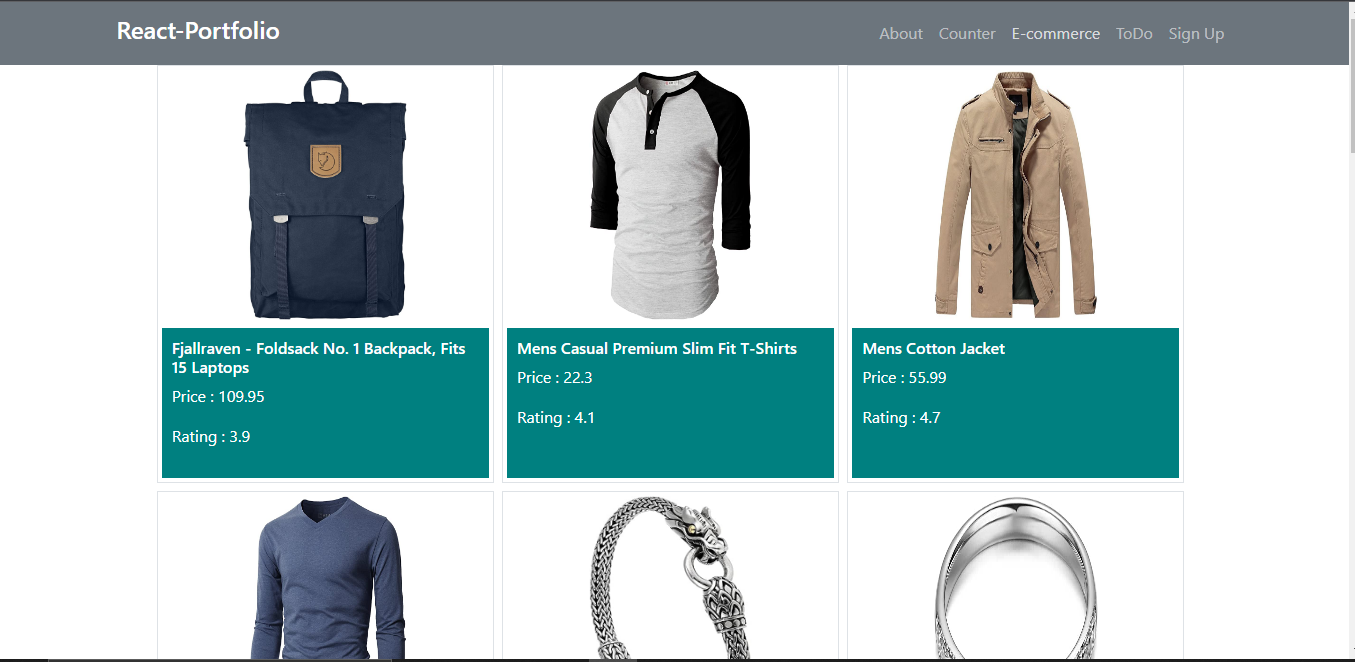 React-Portfolio
About Counter E-commerce ToDo Sign Up
Fjallraven - Foldsack No. 1 Backpack, Fits
15 Laptops
Price : 109.95
Rating : 3.9
Mens Casual Premium Slim Fit T-Shirts
Price : 22.3
Rating : 4.1
Mens Cotton Jacket
Price : 55.99
Rating : 4.7